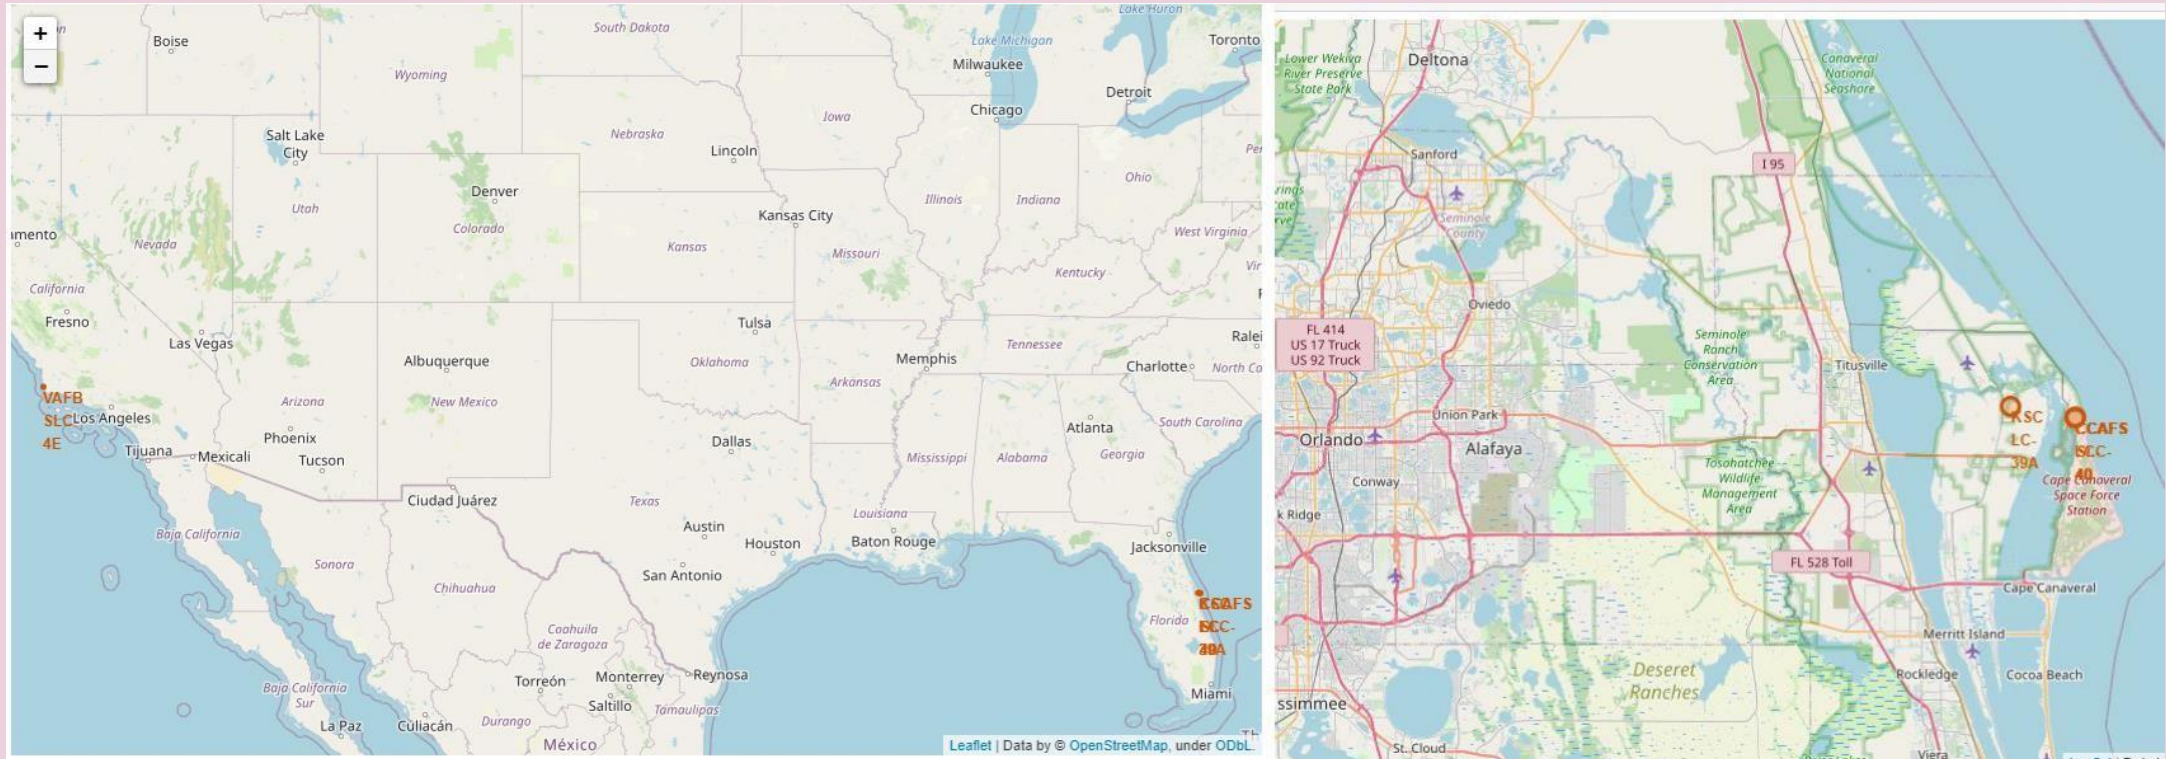 +
−
Boise
South Dakota
Lake Huron
Lake Michigan
Toronto
Wyoming
Milwaukee
Detroit
Chicago
Iowa
Salt Lake
City
Nebraska
Lincoln
Denver
Ohio
Utah
Illinois
Indiana
Kansas City
Colorado
Nevada
Kansas
Missouri
West Virginia
Kentucky
California
Fresno
Las Vegas
Tulsa
Tennessee
Albuquerque
Oklahoma
Memphis
Charlotte
Arkansas
VAFB
SLC-
4E
Los Angeles
Arizona
New Mexico
Phoenix
Tucson
Dallas
Atlanta
South Carolina
Tijuana
Mexicali
Mississippi
Alabama
Georgia
Ciudad Juárez
Texas
Louisiana
Austin
Baja California
Houston
Baton Rouge
Jacksonville
Sonora
San Antonio
Chihuahua
Florida
Coahuila
de Zaragoza
Torreón
Monterrey
Reynosa
Miami
Baja California
Sur
Saltillo
Tamaulipas
La Paz
Culiacán
Durango
México
Leaflet | Data by © OpenStreetMap, under ODbL.
Lower Wekiva
River Preserve
State Park
Deltona
Canaveral
National
Seashore
Sanford
I 95
Seminole
County
Oviedo
FL 414
US 17 Truck
US 92 Truck
Seminole
Ranch
Conservation
Area
Titusville
Union Park
KSC
LC-
39A
CCAFS
Orlando
Alafaya
Tosohatchee
Wildlife
Management
Area
40
Cape Canaveral
Space Force
Station
Conway
FL 528 Toll
Cape Canaveral
Merritt Island
Deseret
Ranches
Rockledge
Cocoa Beach
St. Cloud
Viera